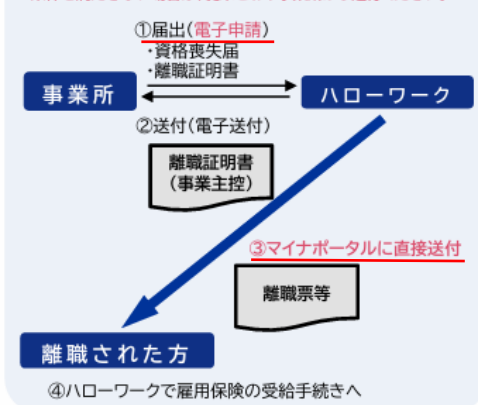 ①届出(電子申請)
・資格喪失届
・離職証明書
事業所
ハローワーク
②送付(電子送付)
離職証明書
(事業主控)
③マイナポータルに直接送付
離職票等
離職された方
④ハローワークで雇用保険の受給手続きへ